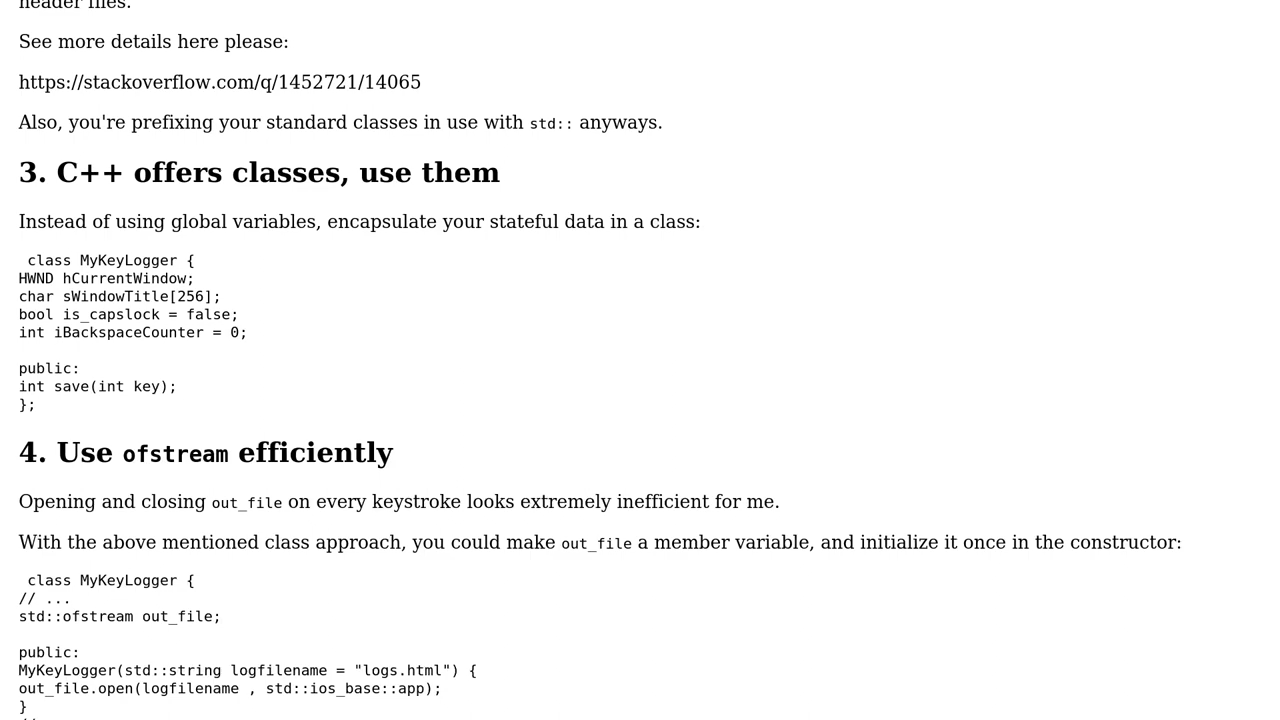 header files.
See more details here please:
https://stackoverflow.com/q/1452721/14065
Also, you're prefixing your standard classes in use with std:: anyways.
3. C++ offers classes, use them
Instead of using global variables, encapsulate your stateful data in a class:
class MyKeyLogger {
HWND hCurrentWindow;
char sWindowTitle[256];
bool is_capslock = false;
int iBackspaceCounter = 0;
public:
int save(int key);
};
4. Use ofstream efficiently
Opening and closing out_file on every keystroke looks extremely inefficient for me.
With the above mentioned class approach, you could make out_file a member variable, and initialize it once in the constructor:
class MyKeyLogger {
// ...
std::ofstream out_file;
public:
MyKeyLogger(std::string logfilename = "logs.html") {
out_file.open(logfilename , std::ios_base::app);
}